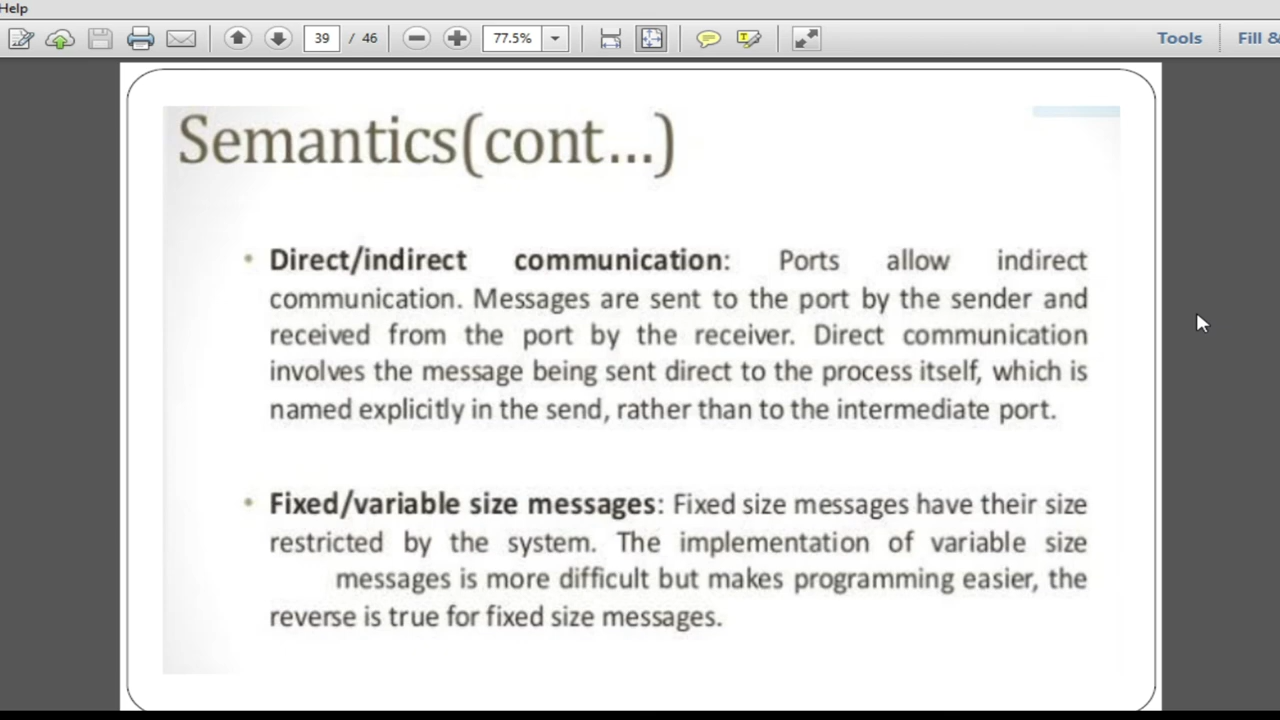 Help
39 / 46 77.5% Tools Fill &
Semantics(cont...)
• Direct/indirect communication: Ports allow indirect
communication. Messages are sent to the port by the sender and
received from the port by the receiver. Direct communication
involves the message being sent direct to the process itself, which is
named explicitly in the send, rather than to the intermediate port.
• Fixed/variable size messages: Fixed size messages have their size
restricted by the system. The implementation of variable size
messages is more difficult but makes programming easier, the
reverse is true for fixed size messages.